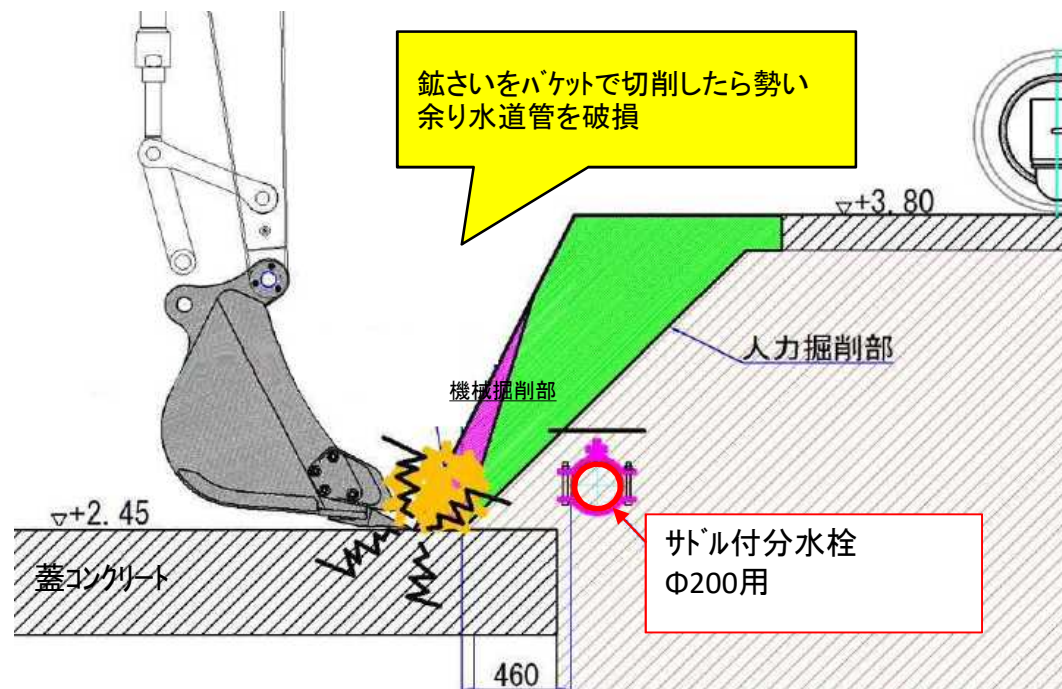 鉱さいをバケットで切削したら勢い
余り水道管を破損
▽+3.80
人力掘削部
機械掘削部
▽+2.45
蓋コンクリート
サドル付分水栓
Φ200用
460